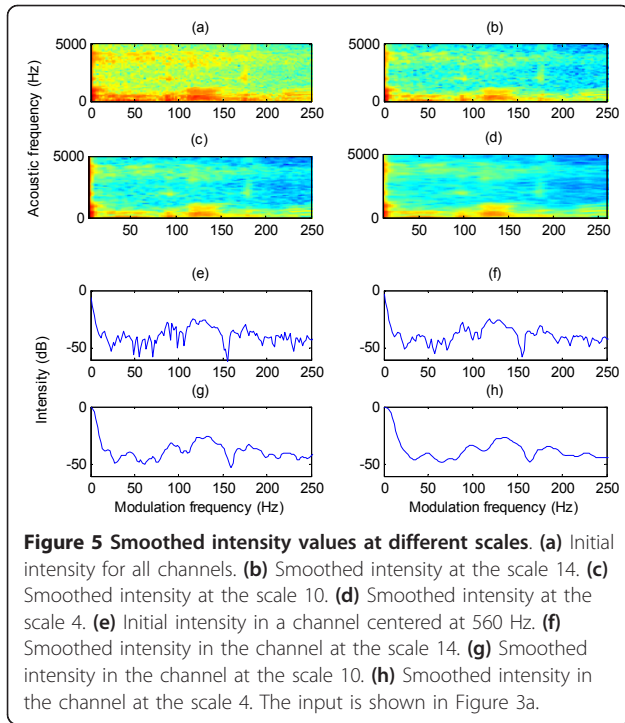 (a)
(b)
5000
0
0 50 100 150 200 250
5000
0
0 50 100 150 200 250
Acoustic frequency (Hz)
(c)
(d)
5000
0
50 100 150 200 250
5000
0
50 100 150 200 250
(e)
(f)
0
-50
0 50 100 150 200 250
0
-50
0 50 100 150 200 250
Intensity (dB)
(g)
(h)
0
-50
0 50 100 150 200 250
Modulation frequency (Hz)
0
-50
0 50 100 150 200 250
Modulation frequency (Hz)
Figure 5 Smoothed intensity values at different scales. (a) Initial
intensity for all channels. (b) Smoothed intensity at the scale 14. (c)
Smoothed intensity at the scale 10. (d) Smoothed intensity at the
scale 4. (e) Initial intensity in a channel centered at 560 Hz. (f)
Smoothed intensity in the channel at the scale 14. (g) Smoothed
intensity in the channel at the scale 10. (h) Smoothed intensity in
the channel at the scale 4. The input is shown in Figure 3a.